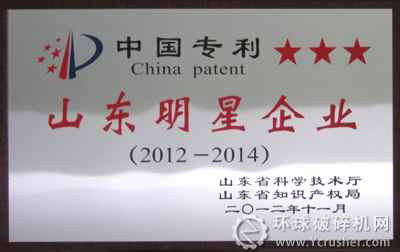 中国专利 ★★★
China patent
山东明星企业
(2012-2014)
山东省科学技术厅
山东省知识产权局
二〇一二年十一月
环球破碎机网
www.Ycrusher.com